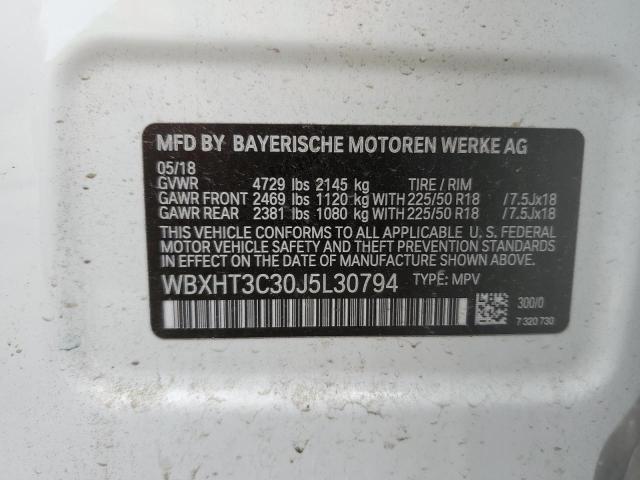 MFD BY BAYERISCHE MOTOREN WERKE AG
05/18
GVWR 4729 lbs 2145 kg TIRE / RIM
GAWR FRONT 2469 lbs 1120 kg WITH 225/50 R18 /7.5Jx18
GAWR REAR 2381 lbs 1080 kg WITH 225/50 R18 /7.5Jx18
THIS VEHICLE CONFORMS TO ALL APPLICABLE U. S. FEDERAL
MOTOR VEHICLE SAFETY AND THEFT PREVENTION STANDARDS
IN EFFECT ON THE DATE OF MANUFACTURE SHOWN ABOVE.
WBXHT3C30J5L30794 TYPE: MPV
300/0
7 320 730